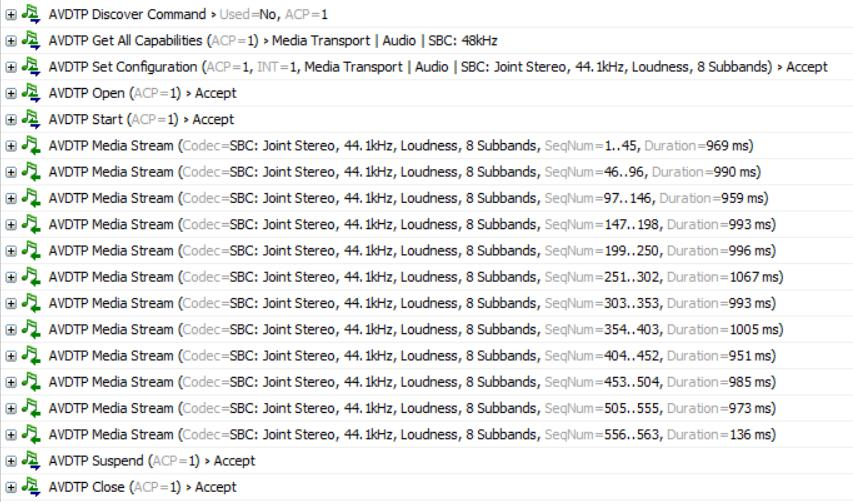 AVDTP Discover Command > Used=No, ACP=1
AVDTP Get All Capabilities (ACP=1) > Media Transport | Audio | SBC: 48kHz
AVDTP Set Configuration (ACP=1, INT=1, Media Transport | Audio | SBC: Joint Stereo, 44.1kHz, Loudness, 8 Subbands) > Accept
AVDTP Open (ACP=1) > Accept
AVDTP Start (ACP=1) > Accept
AVDTP Media Stream (Codec=SBC: Joint Stereo, 44.1kHz, Loudness, 8 Subbands, SeqNum=1..45, Duration=969 ms)
AVDTP Media Stream (Codec=SBC: Joint Stereo, 44.1kHz, Loudness, 8 Subbands, SeqNum=46..96, Duration=990 ms)
AVDTP Media Stream (Codec=SBC: Joint Stereo, 44.1kHz, Loudness, 8 Subbands, SeqNum=97..146, Duration=959 ms)
AVDTP Media Stream (Codec=SBC: Joint Stereo, 44.1kHz, Loudness, 8 Subbands, SeqNum=147..198, Duration=993 ms)
AVDTP Media Stream (Codec=SBC: Joint Stereo, 44.1kHz, Loudness, 8 Subbands, SeqNum=199..250, Duration=996 ms)
AVDTP Media Stream (Codec=SBC: Joint Stereo, 44.1kHz, Loudness, 8 Subbands, SeqNum=251..302, Duration=1067 ms)
AVDTP Media Stream (Codec=SBC: Joint Stereo, 44.1kHz, Loudness, 8 Subbands, SeqNum=303..353, Duration=993 ms)
AVDTP Media Stream (Codec=SBC: Joint Stereo, 44.1kHz, Loudness, 8 Subbands, SeqNum=354..403, Duration=1005 ms)
AVDTP Media Stream (Codec=SBC: Joint Stereo, 44.1kHz, Loudness, 8 Subbands, SeqNum=404..452, Duration=951 ms)
AVDTP Media Stream (Codec=SBC: Joint Stereo, 44.1kHz, Loudness, 8 Subbands, SeqNum=453..504, Duration=985 ms)
AVDTP Media Stream (Codec=SBC: Joint Stereo, 44.1kHz, Loudness, 8 Subbands, SeqNum=505..555, Duration=973 ms)
AVDTP Media Stream (Codec=SBC: Joint Stereo, 44.1kHz, Loudness, 8 Subbands, SeqNum=556..563, Duration=136 ms)
AVDTP Suspend (ACP=1) > Accept
AVDTP Close (ACP=1) > Accept